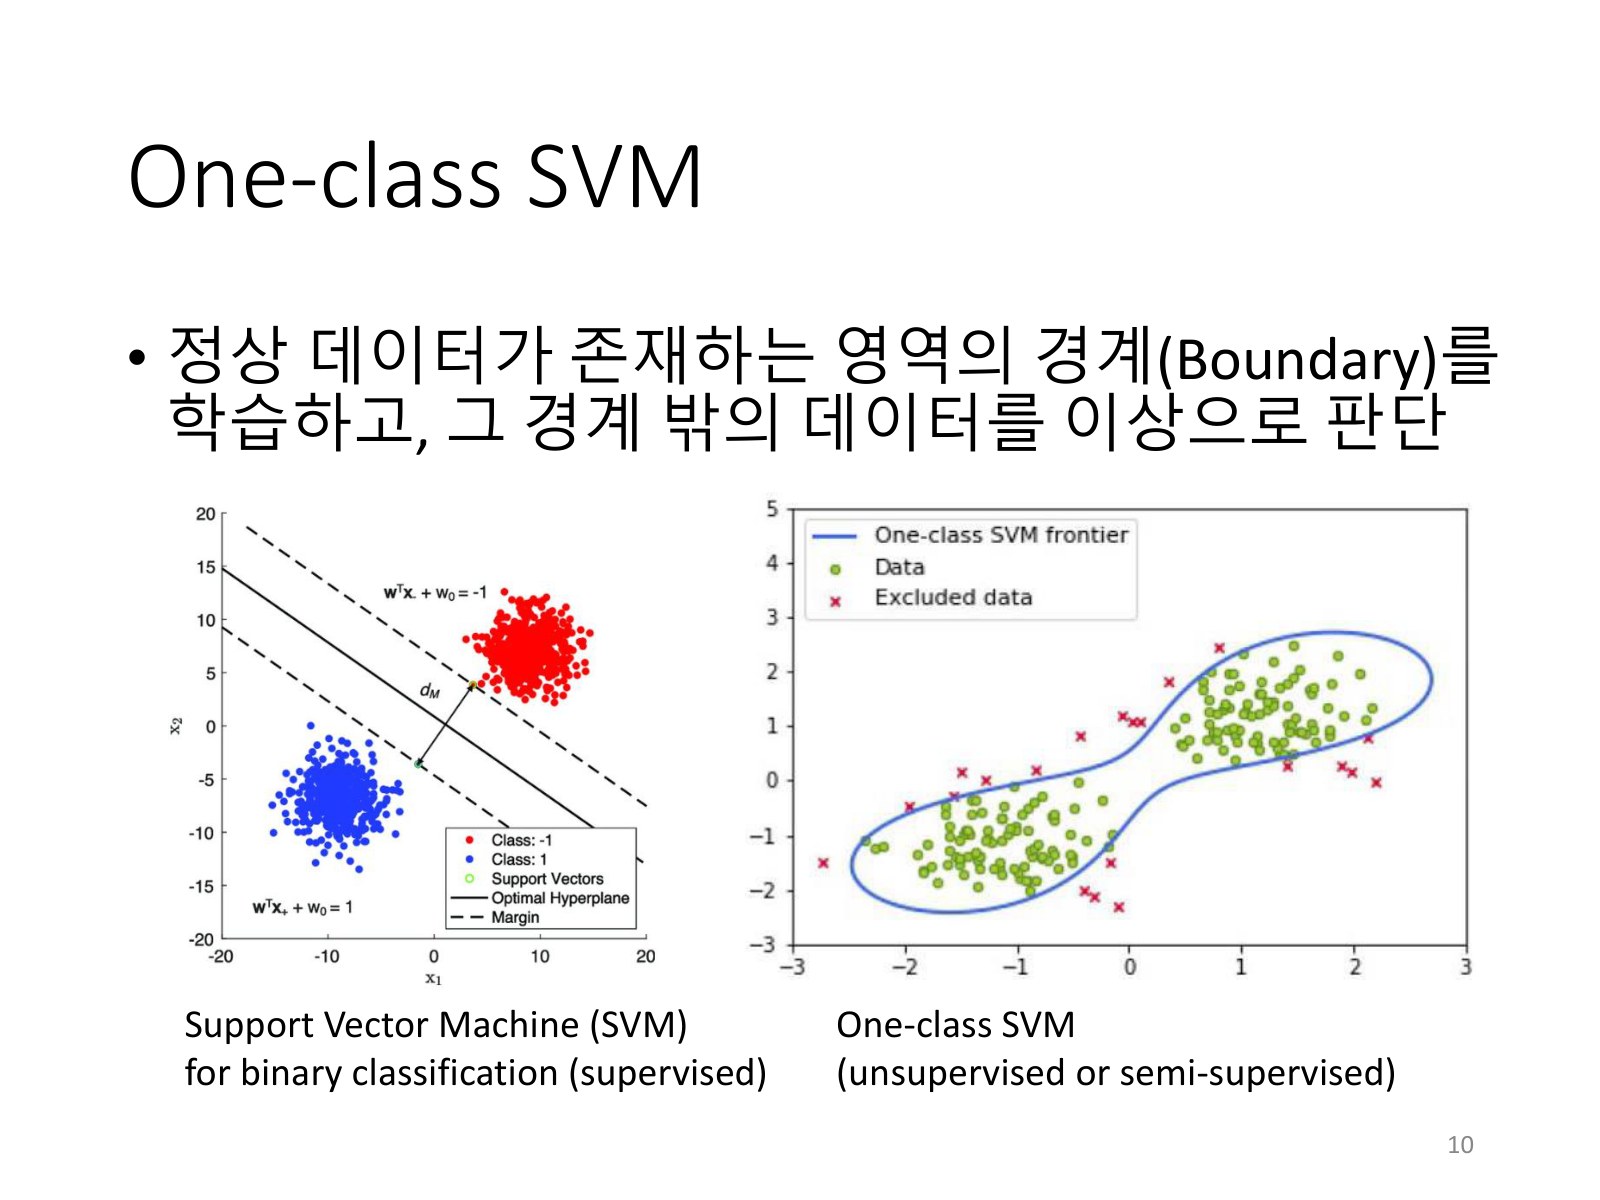 One-class SVM
• 정상 데이터가 존재하는 영역의 경계(Boundary)를
학습하고, 그 경계 밖의 데이터를 이상으로 판단
20
15
10
5
0
-5
-10
-15
-20
-20
-10
0
10
20
x₂
x₁
wᵀx₋ + w₀ = -1
d_M
wᵀx₊ + w₀ = 1
Class: -1
Class: 1
Support Vectors
Optimal Hyperplane
Margin
5
4
3
2
1
0
−1
−2
−3
−3
−2
−1
0
1
2
3
One-class SVM frontier
Data
Excluded data
Support Vector Machine (SVM)
for binary classification (supervised)
One-class SVM
(unsupervised or semi-supervised)
10